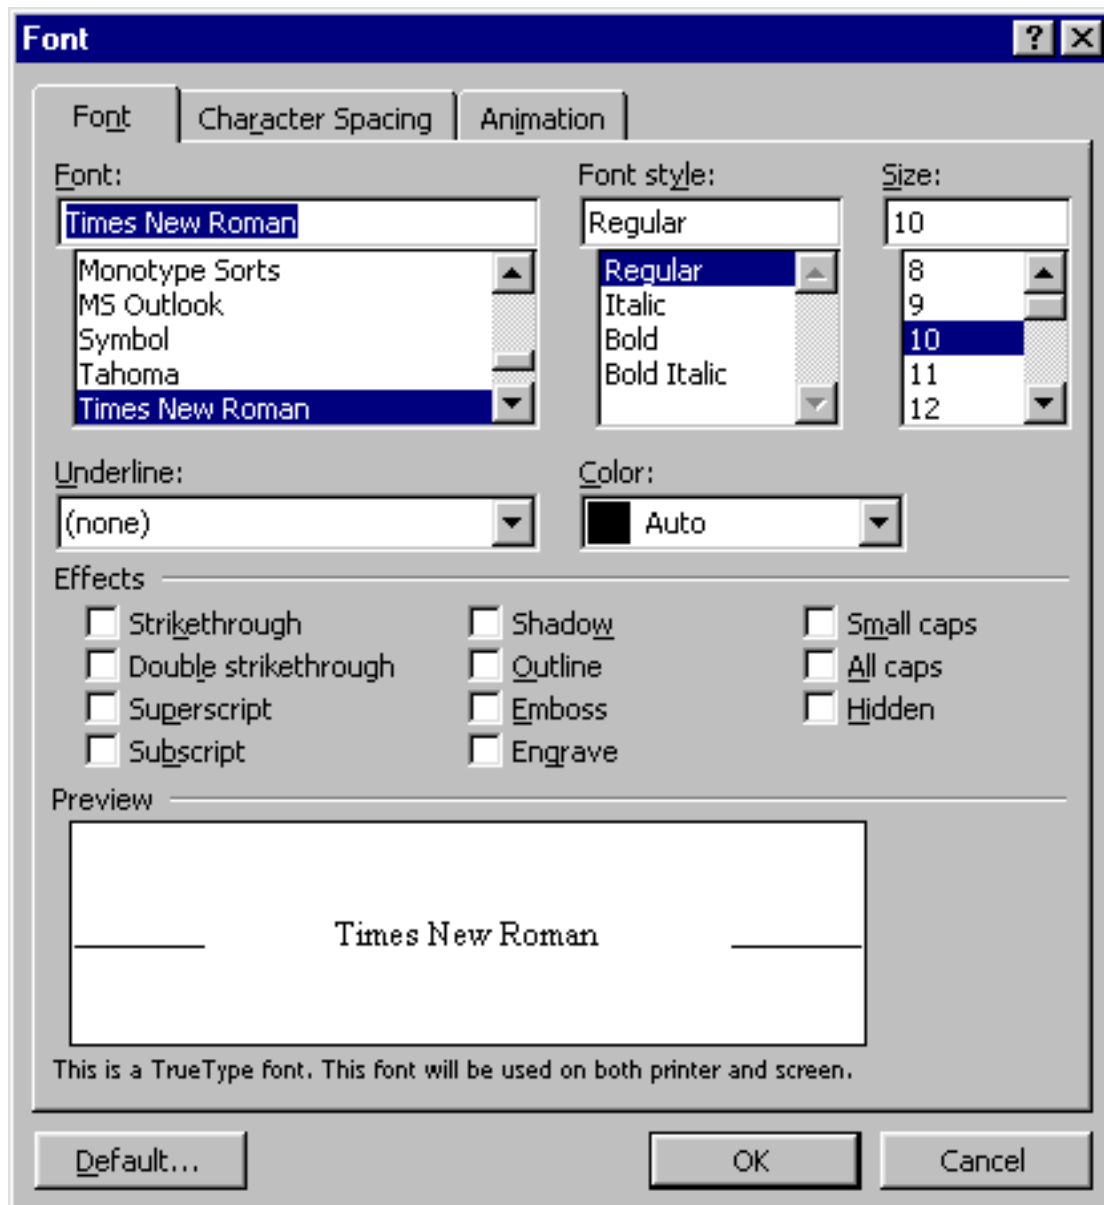 Font
Font Character Spacing Animation
Font: Font style: Size:
Times New Roman Regular 10
Monotype Sorts Regular 8
MS Outlook Italic 9
Symbol Bold 10
Tahoma Bold Italic 11
Times New Roman 12
Underline: Color:
(none) Auto
Effects
Strikethrough Shadow Small caps
Double strikethrough Outline All caps
Superscript Emboss Hidden
Subscript Engrave
Preview
Times New Roman
This is a TrueType font. This font will be used on both printer and screen.
Default... OK Cancel